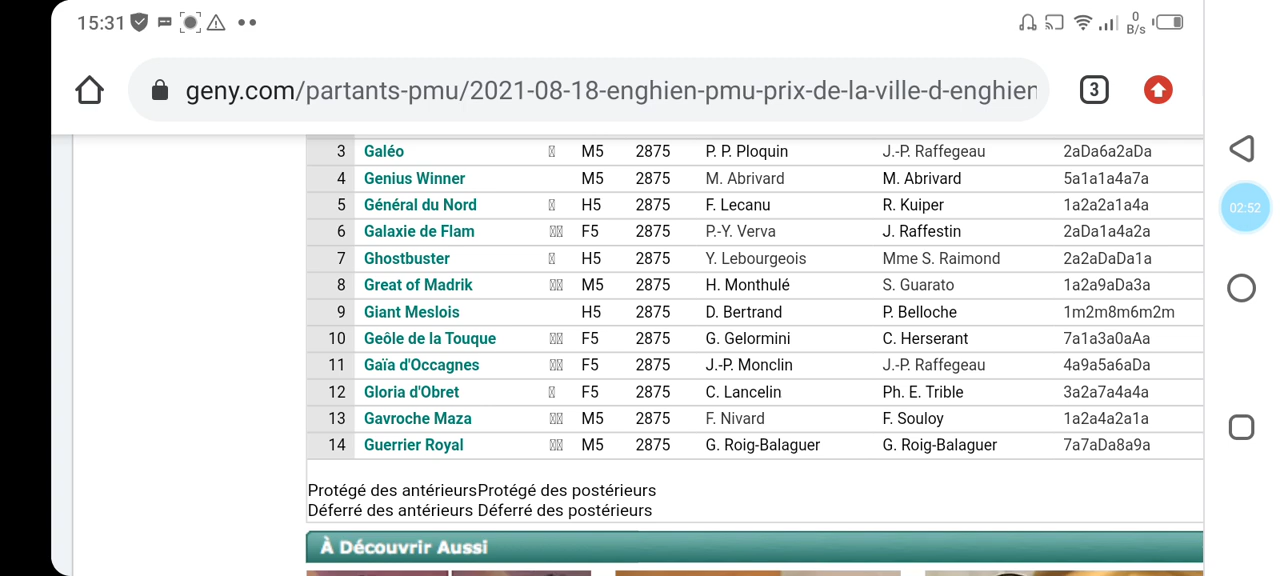 15:31 0 B/s
geny.com/partants-pmu/2021-08-18-enghien-pmu-prix-de-la-ville-d-enghien 3
02:52
3 Galéo M5 2875 P. P. Ploquin J.-P. Raffegeau 2aDa6a2aDa
4 Genius Winner M5 2875 M. Abrivard M. Abrivard 5a1a1a4a7a
5 Général du Nord H5 2875 F. Lecanu R. Kuiper 1a2a2a1a4a
6 Galaxie de Flam F5 2875 P.-Y. Verva J. Raffestin 2aDa1a4a2a
7 Ghostbuster H5 2875 Y. Lebourgeois Mme S. Raimond 2a2aDaDa1a
8 Great of Madrik M5 2875 H. Monthulé S. Guarato 1a2a9aDa3a
9 Giant Meslois H5 2875 D. Bertrand P. Belloche 1m2m8m6m2m
10 Geôle de la Touque F5 2875 G. Gelormini C. Herserant 7a1a3a0aAa
11 Gaïa d'Occagnes F5 2875 J.-P. Monclin J.-P. Raffegeau 4a9a5a6aDa
12 Gloria d'Obret F5 2875 C. Lancelin Ph. E. Trible 3a2a7a4a4a
13 Gavroche Maza M5 2875 F. Nivard F. Souloy 1a2a4a2a1a
14 Guerrier Royal M5 2875 G. Roig-Balaguer G. Roig-Balaguer 7a7aDa8a9a
Protégé des antérieursProtégé des postérieurs
Déferré des antérieurs Déferré des postérieurs
À Découvrir Aussi